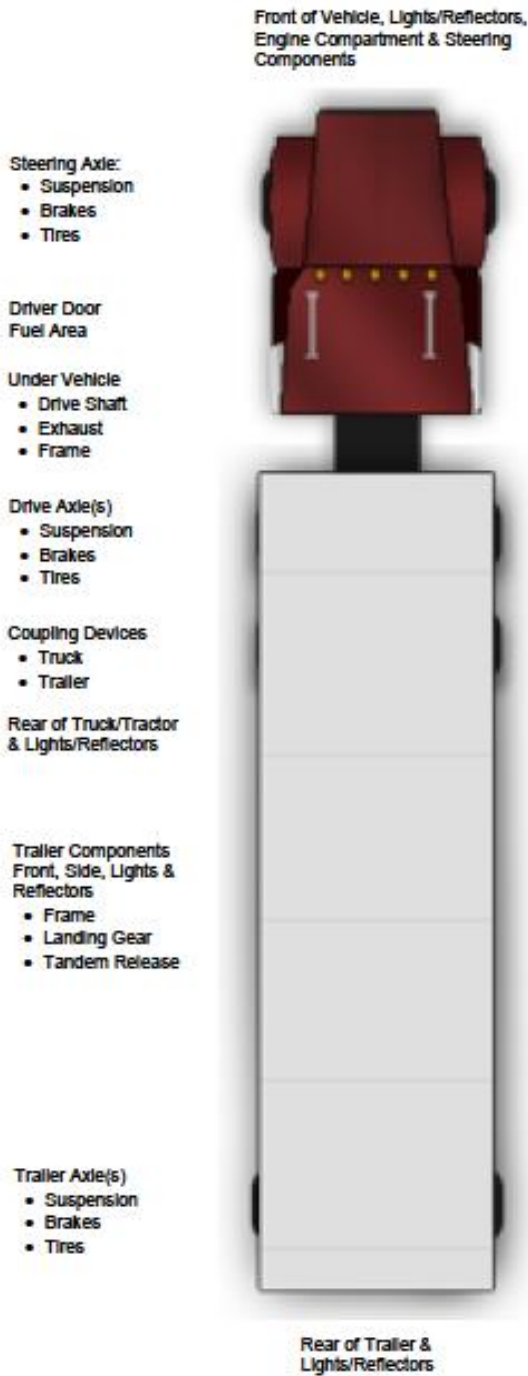 Front of Vehicle, Lights/Reflectors,
Engine Compartment & Steering
Components
Steering Axle:
• Suspension
• Brakes
• Tires
Driver Door
Fuel Area
Under Vehicle
• Drive Shaft
• Exhaust
• Frame
Drive Axle(s)
• Suspension
• Brakes
• Tires
Coupling Devices
• Truck
• Trailer
Rear of Truck/Tractor
& Lights/Reflectors
Trailer Components
Front, Side, Lights &
Reflectors
• Frame
• Landing Gear
• Tandem Release
Trailer Axle(s)
• Suspension
• Brakes
• Tires
Rear of Trailer &
Lights/Reflectors